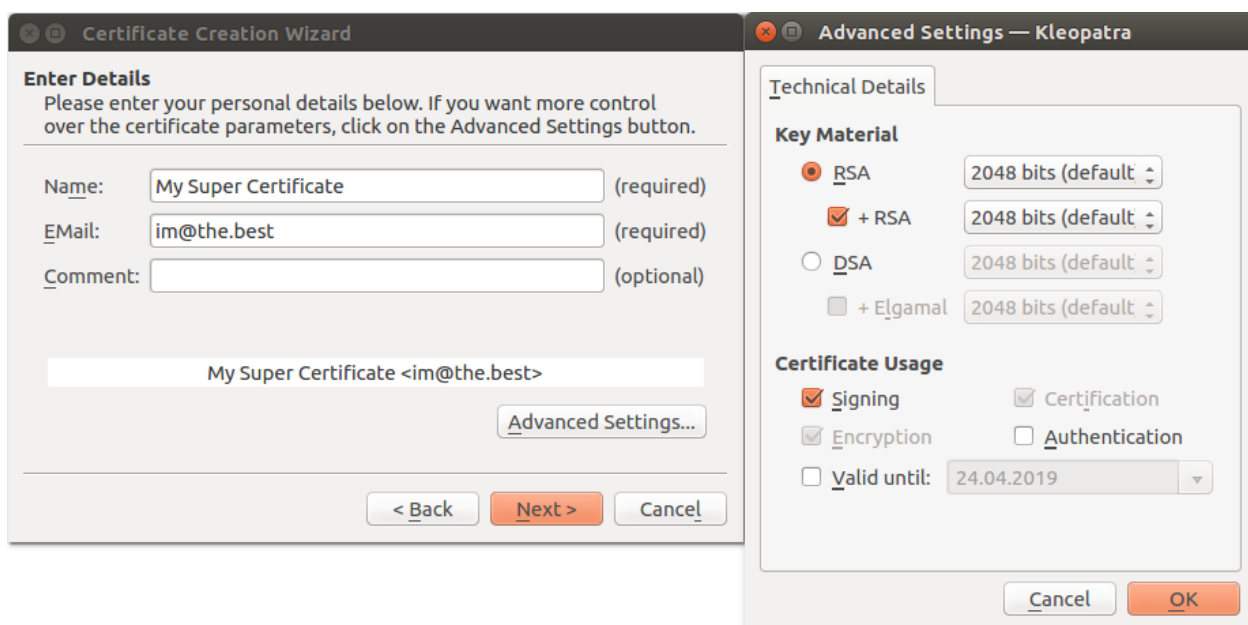 Certificate Creation Wizard
Enter Details
Please enter your personal details below. If you want more control
over the certificate parameters, click on the Advanced Settings button.
Name: My Super Certificate (required)
EMail: im@the.best (required)
Comment: (optional)
My Super Certificate <im@the.best>
Advanced Settings...
< Back Next > Cancel
Advanced Settings — Kleopatra
Technical Details
Key Material
RSA 2048 bits (default
+ RSA 2048 bits (default
DSA 2048 bits (default
+ Elgamal 2048 bits (default
Certificate Usage
Signing Certification
Encryption Authentication
Valid until: 24.04.2019
Cancel OK